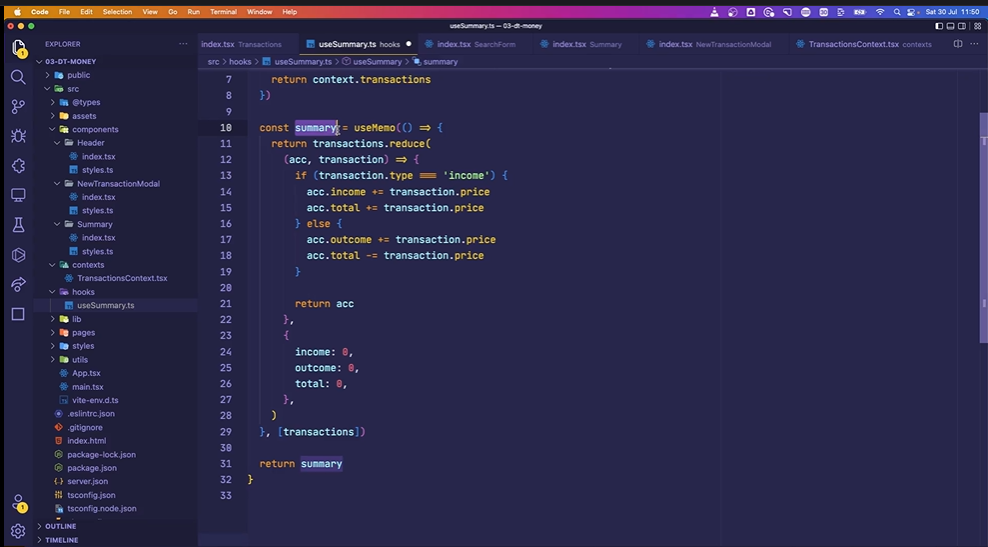 Code File Edit Selection View Go Run Terminal Window Help Sat 30 Jul 11:50
useSummary.ts — 03-dt-money
EXPLORER
index.tsx Transactions useSummary.ts hooks index.tsx SearchForm index.tsx Summary index.tsx NewTransactionModal TransactionsContext.tsx contexts
src > hooks > useSummary.ts > useSummary > summary
03-DT-MONEY
public
src
@types
assets
components
Header
index.tsx
styles.ts
NewTransactionModal
index.tsx
styles.ts
Summary
index.tsx
styles.ts
contexts
TransactionsContext.tsx
hooks
useSummary.ts
lib
pages
styles
utils
App.tsx
main.tsx
vite-env.d.ts
.eslintrc.json
.gitignore
index.html
package-lock.json
package.json
server.json
tsconfig.json
tsconfig.node.json
OUTLINE
TIMELINE
1
1
7 return context.transactions
8 })
9
10 const summary = useMemo(() => {
11 return transactions.reduce(
12 (acc, transaction) => {
13 if (transaction.type === 'income') {
14 acc.income += transaction.price
15 acc.total += transaction.price
16 } else {
17 acc.outcome += transaction.price
18 acc.total -= transaction.price
19 }
20
21 return acc
22 },
23 {
24 income: 0,
25 outcome: 0,
26 total: 0,
27 },
28 )
29 }, [transactions])
30
31 return summary
32 }
33